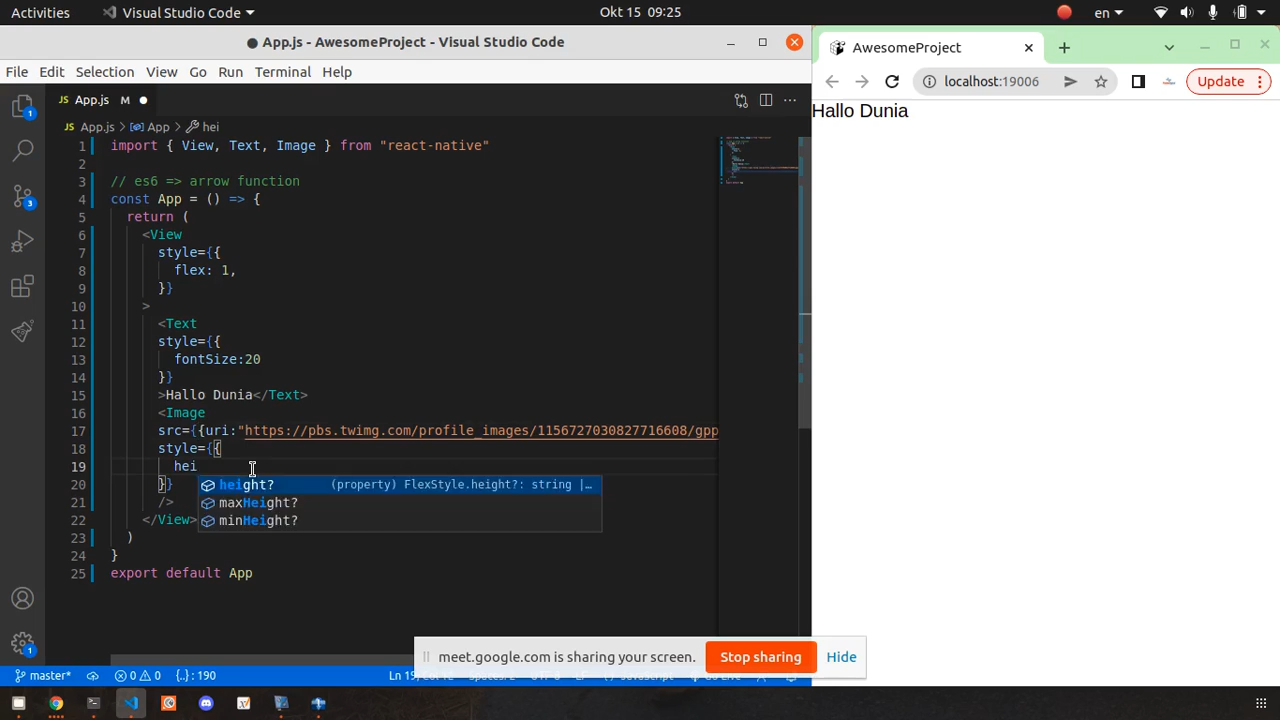 Activities
Visual Studio Code
Okt 15 09:25
en
App.js - AwesomeProject - Visual Studio Code
File Edit Selection View Go Run Terminal Help
App.js M
App.js > App > hei
1 import { View, Text, Image } from "react-native"
2
3 // es6 => arrow function
4 const App = () => {
5 return (
6 <View
7 style={{
8 flex: 1,
9 }}
10 >
11 <Text
12 style={{
13 fontSize:20
14 }}
15 >Hallo Dunia</Text>
16 <Image
17 src={{uri:"https://pbs.twimg.com/profile_images/1156727030827716608/gpp
18 style={{
19 hei
20 }}
height? (property) FlexStyle.height?: string |…
21 />
maxHeight?
22 </View>
minHeight?
23 )
24 }
25 export default App
1
3
1
master* 0 0 {..}: 190
AwesomeProject
localhost:19006
Update
Hallo Dunia
meet.google.com is sharing your screen.
Stop sharing
Hide